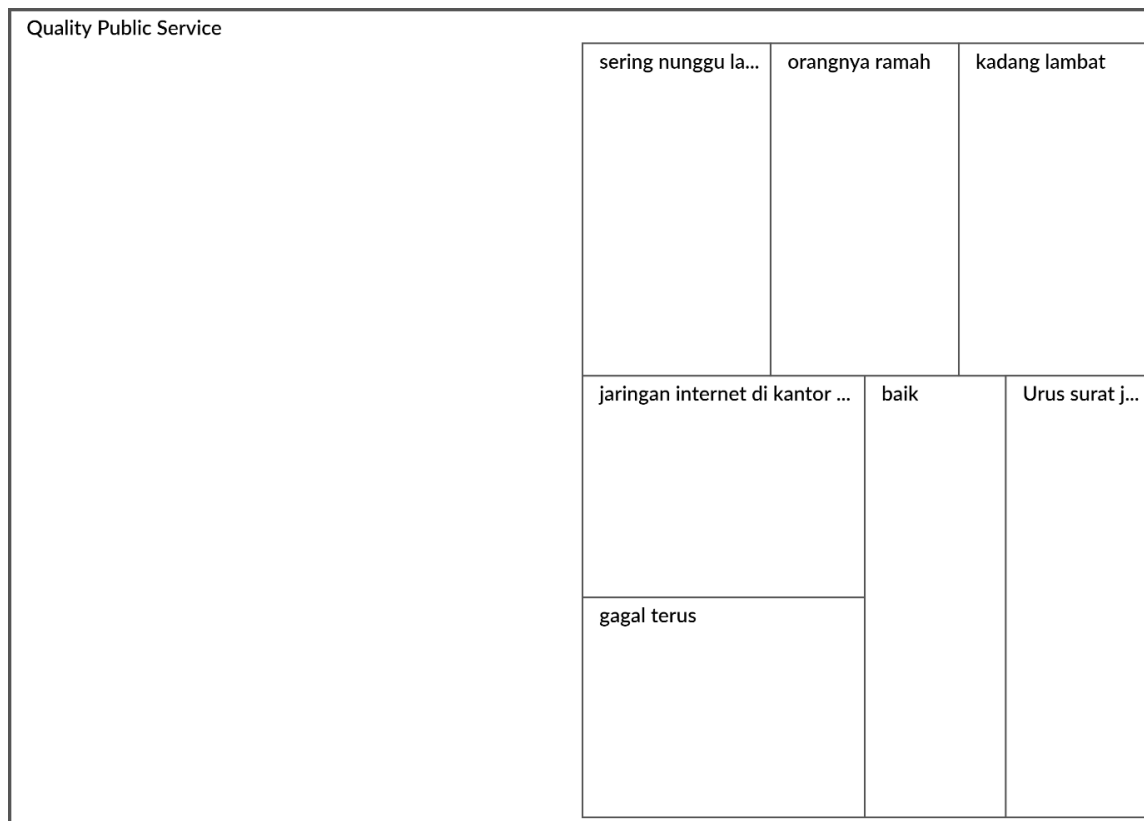 Quality Public Service
sering nunggu la...
orangnya ramah
kadang lambat
jaringan internet di kantor ...
baik
Urus surat j...
gagal terus